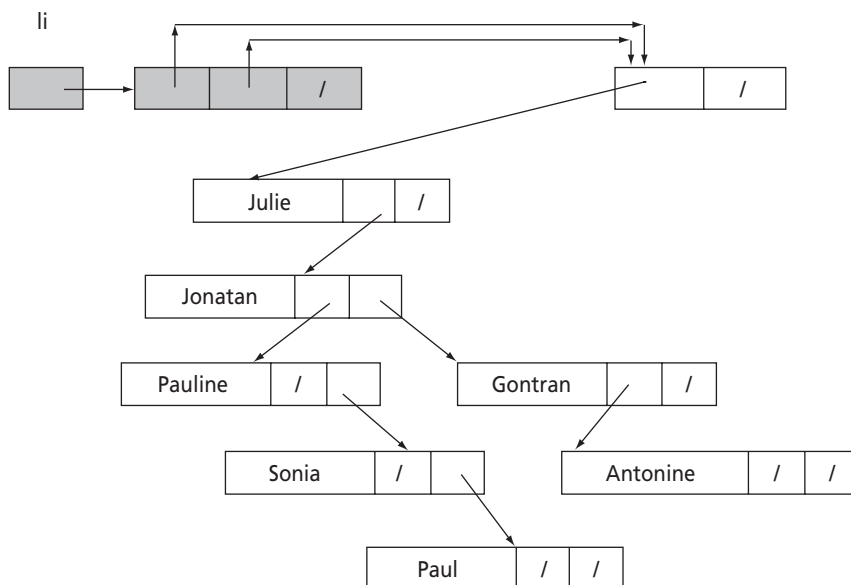 li
/ /
Julie /
Jonatan
Pauline / Gontran /
Sonia / Antonine / /
Paul / /